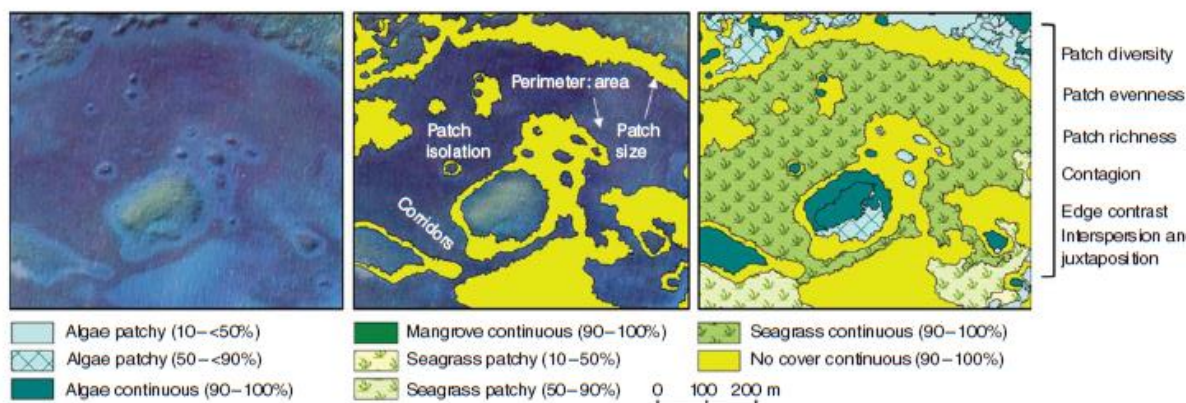 Perimeter: area
Patch
isolation
Patch
size
Corridors
Patch diversity
Patch evenness
Patch richness
Contagion
Edge contrast
Interspersion and
juxtaposition
Algae patchy (10–<50%)
Algae patchy (50–<90%)
Algae continuous (90–100%)
Mangrove continuous (90–100%)
Seagrass patchy (10–50%)
Seagrass patchy (50–90%)
Seagrass continuous (90–100%)
No cover continuous (90–100%)
0 100 200 m